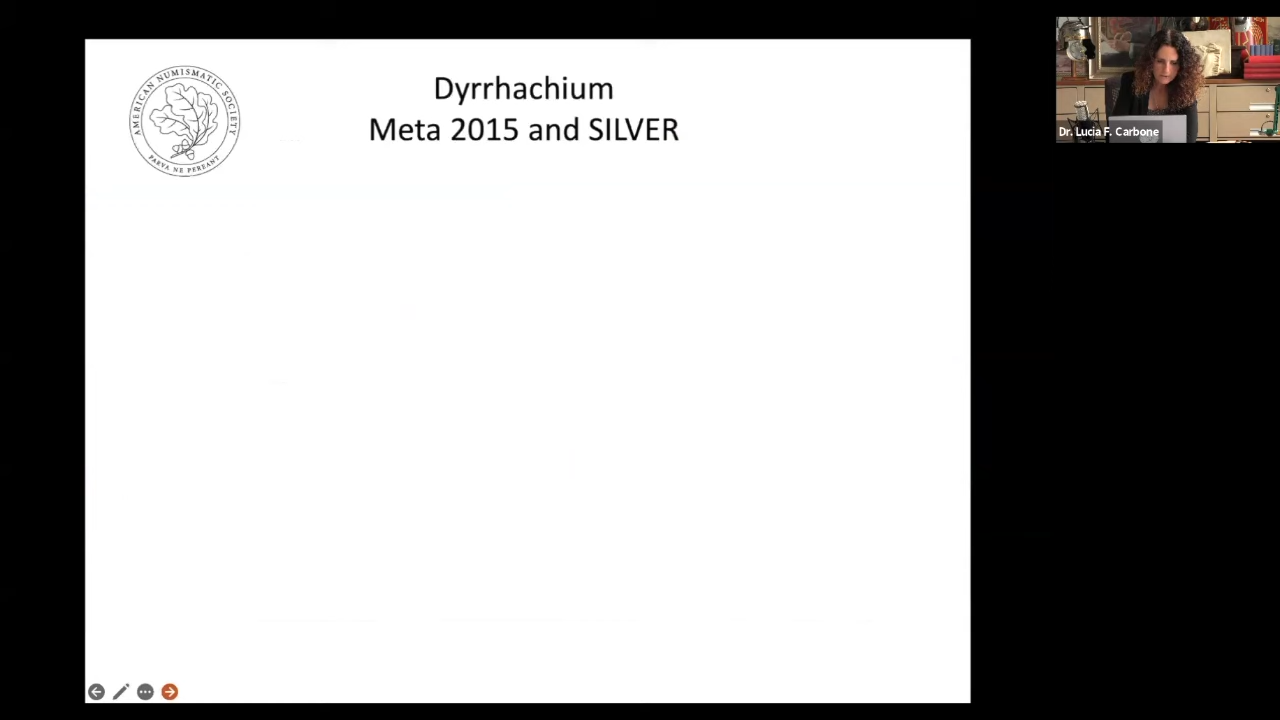 AMERICAN NUMISMATIC SOCIETY
PARVA NE PEREANT
Dyrrhachium
Meta 2015 and SILVER
Dr. Lucia F. Carbone